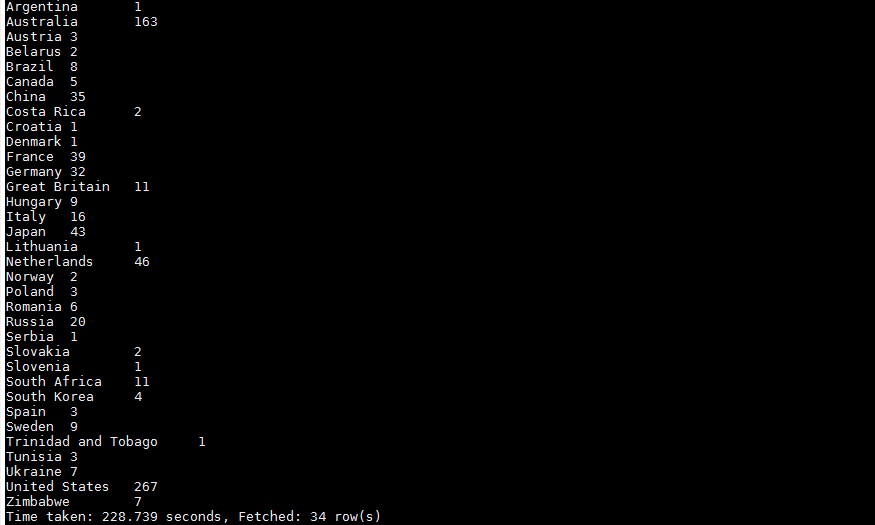 Argentina 1
Australia 163
Austria 3
Belarus 2
Brazil 8
Canada 5
China 35
Costa Rica 2
Croatia 1
Denmark 1
France 39
Germany 32
Great Britain 11
Hungary 9
Italy 16
Japan 43
Lithuania 1
Netherlands 46
Norway 2
Poland 3
Romania 6
Russia 20
Serbia 1
Slovakia 2
Slovenia 1
South Africa 11
South Korea 4
Spain 3
Sweden 9
Trinidad and Tobago 1
Tunisia 3
Ukraine 7
United States 267
Zimbabwe 7
Time taken: 228.739 seconds, Fetched: 34 row(s)